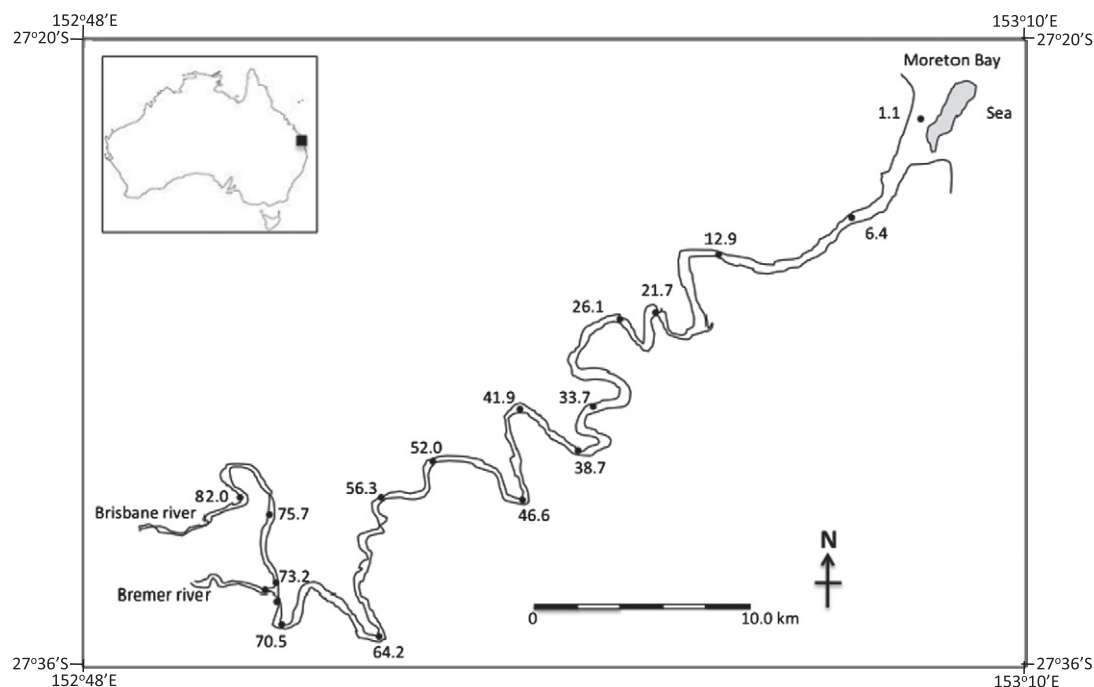 152°48'E
153°10'E
27°20'S
27°20'S
Moreton Bay
1.1
Sea
6.4
12.9
21.7
26.1
33.7
41.9
38.7
52.0
56.3
46.6
82.0
75.7
Brisbane river
73.2
Bremer river
70.5
64.2
N
0
10.0 km
27°36'S
27°36'S
152°48'E
153°10'E